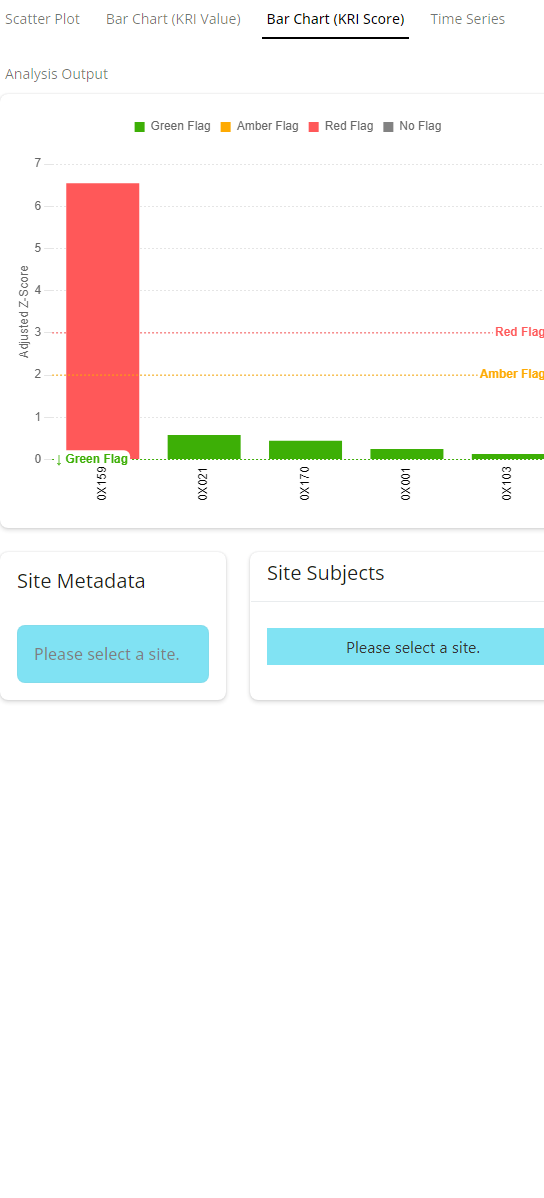 Scatter Plot
Bar Chart (KRI Value)
Bar Chart (KRI Score)
Time Series
Analysis Output
Green Flag
Amber Flag
Red Flag
No Flag
Adjusted Z-Score
7
6
5
4
3
2
1
0
Red Flag
Amber Flag
↓ Green Flag
0X159
0X021
0X170
0X001
0X103
Site Metadata
Please select a site.
Site Subjects
Please select a site.